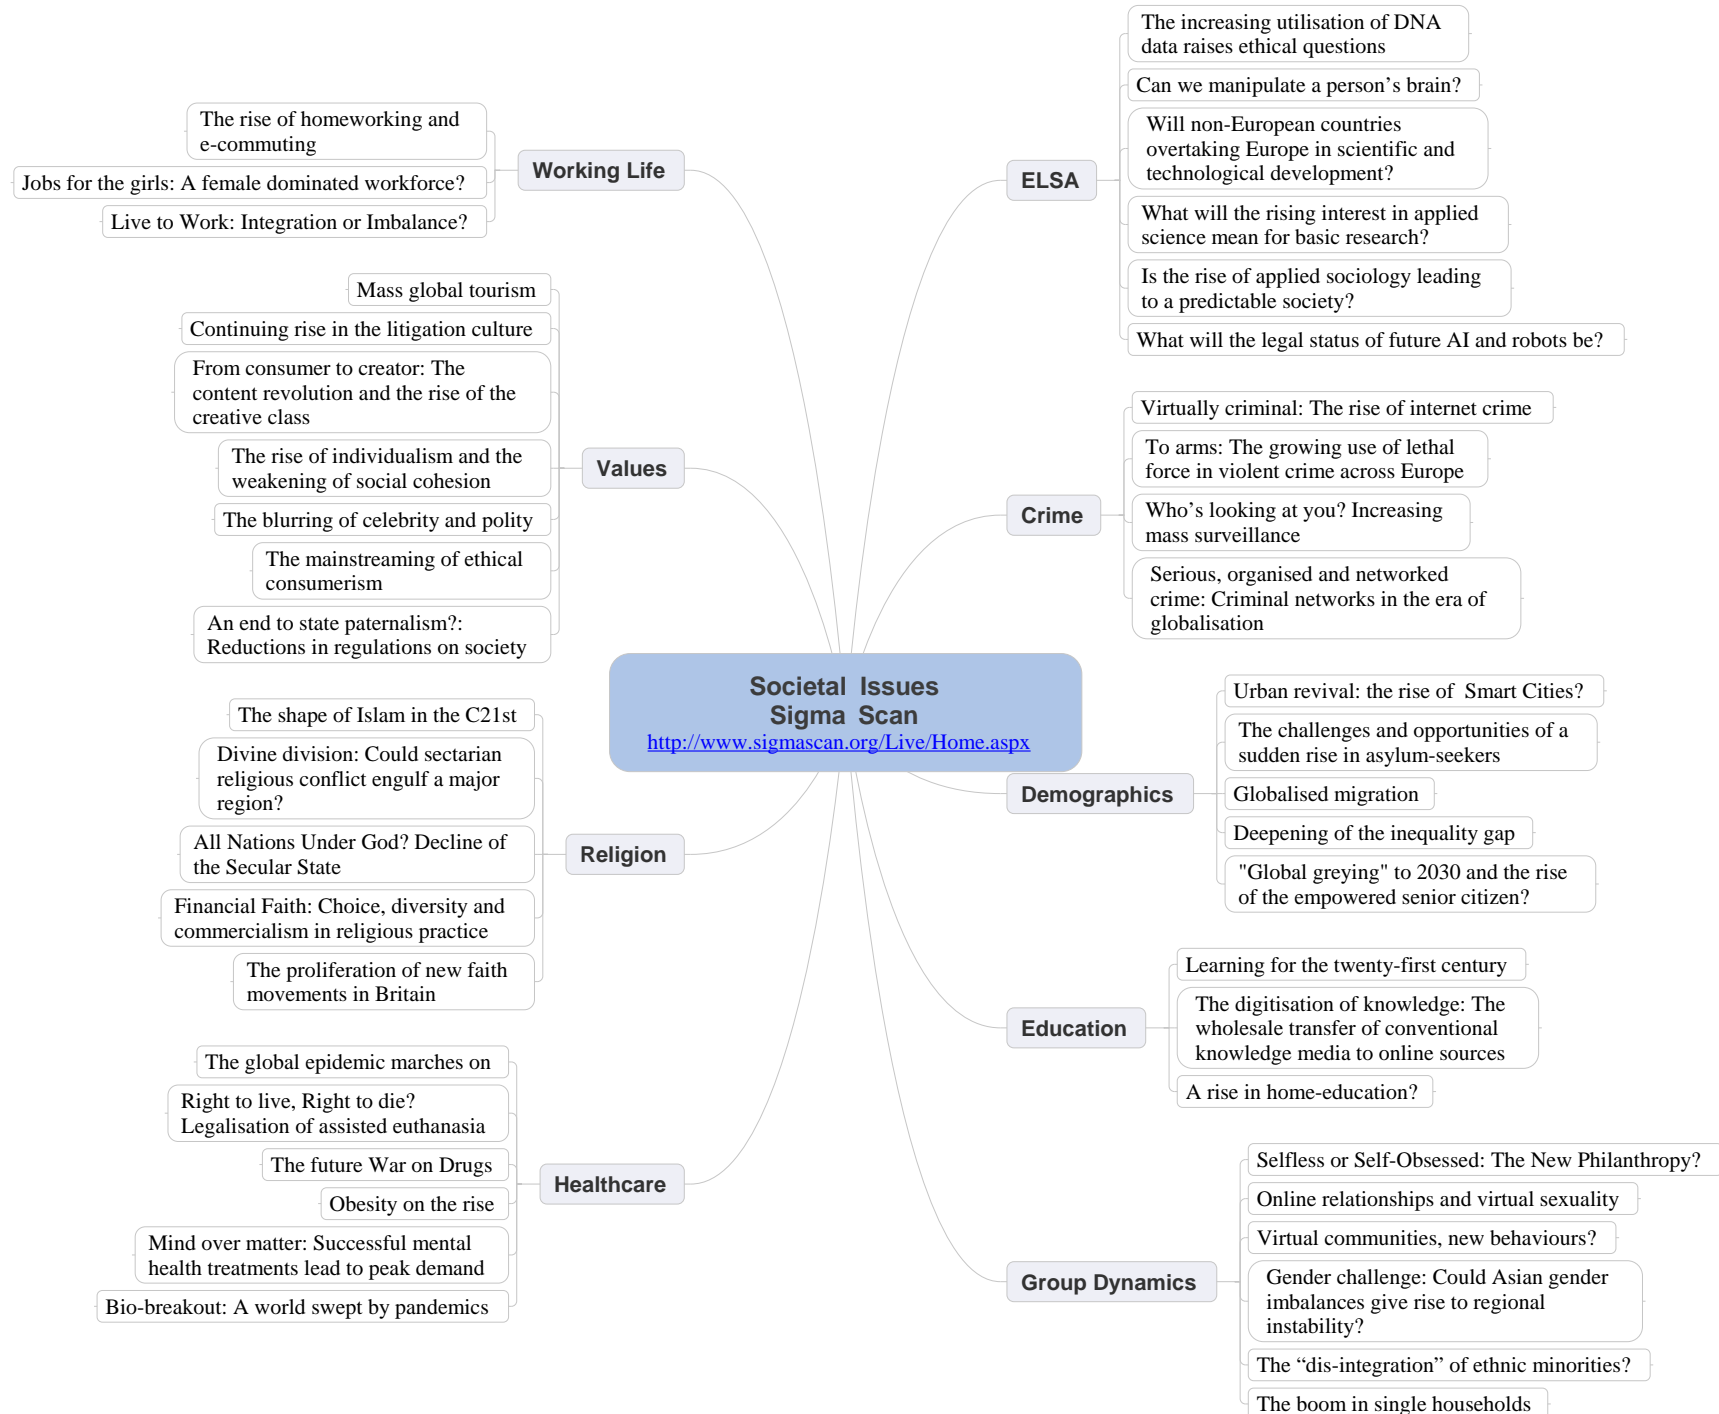 Societal Issues
Sigma Scan
http://www.sigmascan.org/Live/Home.aspx
Working Life
The rise of homeworking and
e-commuting
Jobs for the girls: A female dominated workforce?
Live to Work: Integration or Imbalance?
Values
Mass global tourism
Continuing rise in the litigation culture
From consumer to creator: The
content revolution and the rise of the
creative class
The rise of individualism and the
weakening of social cohesion
The blurring of celebrity and polity
The mainstreaming of ethical
consumerism
An end to state paternalism?:
Reductions in regulations on society
Religion
The shape of Islam in the C21st
Divine division: Could sectarian
religious conflict engulf a major
region?
All Nations Under God? Decline of
the Secular State
Financial Faith: Choice, diversity and
commercialism in religious practice
The proliferation of new faith
movements in Britain
Healthcare
The global epidemic marches on
Right to live, Right to die?
Legalisation of assisted euthanasia
The future War on Drugs
Obesity on the rise
Mind over matter: Successful mental
health treatments lead to peak demand
Bio-breakout: A world swept by pandemics
ELSA
The increasing utilisation of DNA
data raises ethical questions
Can we manipulate a person’s brain?
Will non-European countries
overtaking Europe in scientific and
technological development?
What will the rising interest in applied
science mean for basic research?
Is the rise of applied sociology leading
to a predictable society?
What will the legal status of future AI and robots be?
Crime
Virtually criminal: The rise of internet crime
To arms: The growing use of lethal
force in violent crime across Europe
Who’s looking at you? Increasing
mass surveillance
Serious, organised and networked
crime: Criminal networks in the era of
globalisation
Demographics
Urban revival: the rise of Smart Cities?
The challenges and opportunities of a
sudden rise in asylum-seekers
Globalised migration
Deepening of the inequality gap
"Global greying" to 2030 and the rise
of the empowered senior citizen?
Education
Learning for the twenty-first century
The digitisation of knowledge: The
wholesale transfer of conventional
knowledge media to online sources
A rise in home-education?
Group Dynamics
Selfless or Self-Obsessed: The New Philanthropy?
Online relationships and virtual sexuality
Virtual communities, new behaviours?
Gender challenge: Could Asian gender
imbalances give rise to regional
instability?
The “dis-integration” of ethnic minorities?
The boom in single households